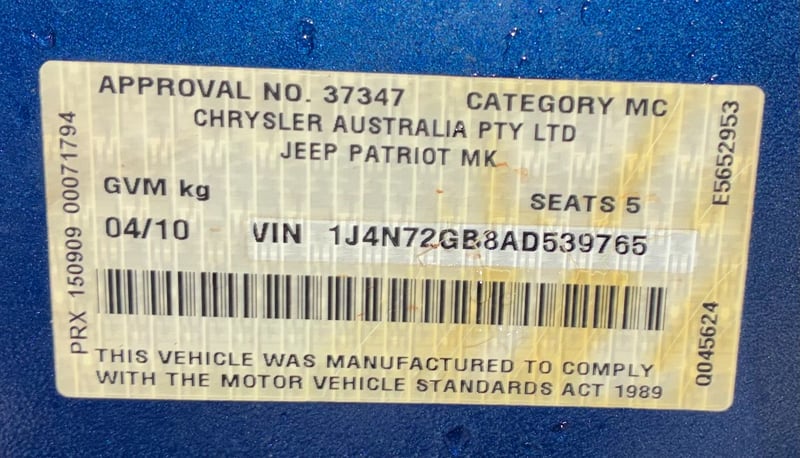 APPROVAL NO. 37347 CATEGORY MC
CHRYSLER AUSTRALIA PTY LTD
JEEP PATRIOT MK
GVM kg SEATS 5
04/10 VIN 1J4N72GB8AD539765
THIS VEHICLE WAS MANUFACTURED TO COMPLY
WITH THE MOTOR VEHICLE STANDARDS ACT 1989
PRX 150909 00071794
E5652953
Q045624